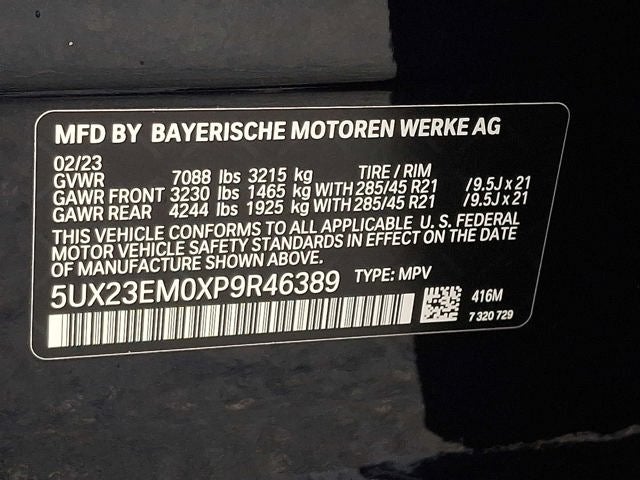 MFD BY BAYERISCHE MOTOREN WERKE AG
02/23
GVWR 7088 lbs 3215 kg TIRE / RIM
GAWR FRONT 3230 lbs 1465 kg WITH 285/45 R21 / 9.5J x 21
GAWR REAR 4244 lbs 1925 kg WITH 285/45 R21 / 9.5J x 21
THIS VEHICLE CONFORMS TO ALL APPLICABLE U. S. FEDERAL
MOTOR VEHICLE SAFETY STANDARDS IN EFFECT ON THE DATE
OF MANUFACTURE SHOWN ABOVE.
5UX23EM0XP9R46389 TYPE: MPV
416M
7 320 729